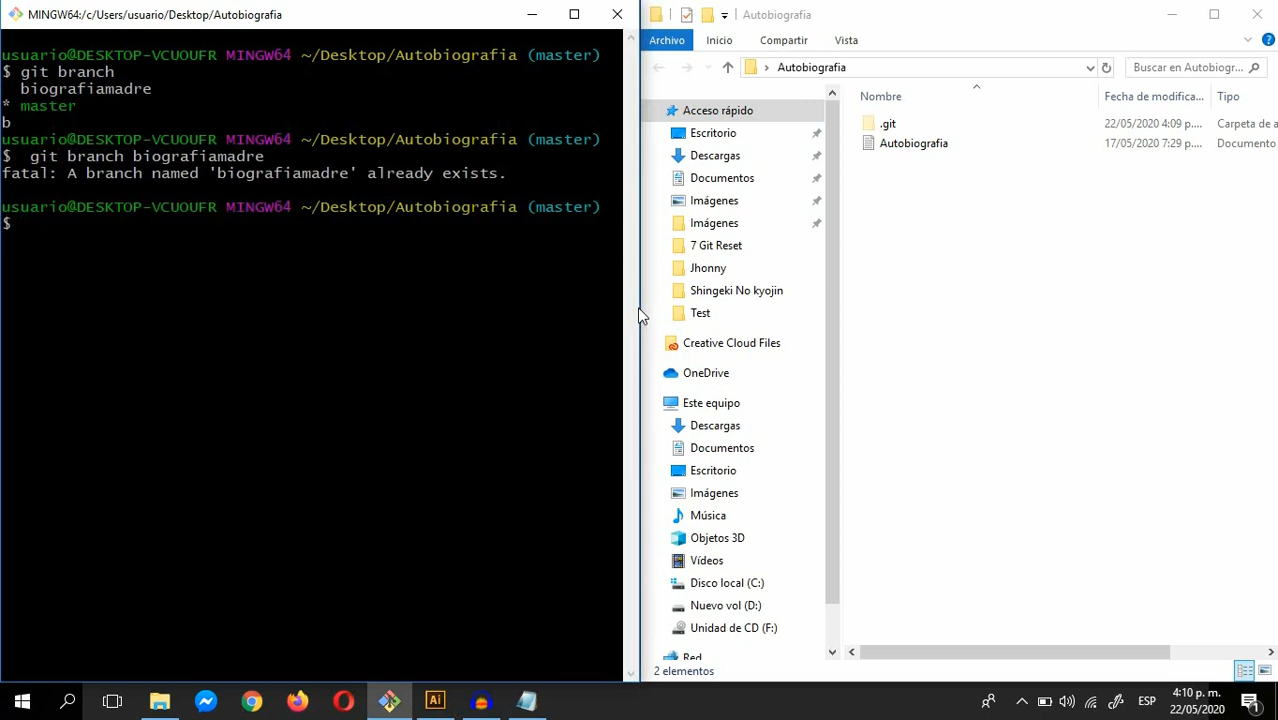 MINGW64:/c/Users/usuario/Desktop/Autobiografia
usuario@DESKTOP-VCUOUFR MINGW64 ~/Desktop/Autobiografia (master)
$ git branch
  biografiamadre
* master
b
usuario@DESKTOP-VCUOUFR MINGW64 ~/Desktop/Autobiografia (master)
$  git branch biografiamadre
fatal: A branch named 'biografiamadre' already exists.
usuario@DESKTOP-VCUOUFR MINGW64 ~/Desktop/Autobiografia (master)
$
Autobiografia
Archivo Inicio Compartir Vista
Autobiografia
Buscar en Autobiogr...
Nombre Fecha de modifica... Tipo
.git 22/05/2020 4:09 p.m. Carpeta de a
Autobiografia 17/05/2020 7:29 p.m. Documento
Acceso rápido
Escritorio
Descargas
Documentos
Imágenes
Imágenes
7 Git Reset
Jhonny
Shingeki No kyojin
Test
Creative Cloud Files
OneDrive
Este equipo
Descargas
Documentos
Escritorio
Imágenes
Música
Objetos 3D
Vídeos
Disco local (C:)
Nuevo vol (D:)
Unidad de CD (F:)
Red
2 elementos
Ai
ESP
4:10 p. m.
22/05/2020
1